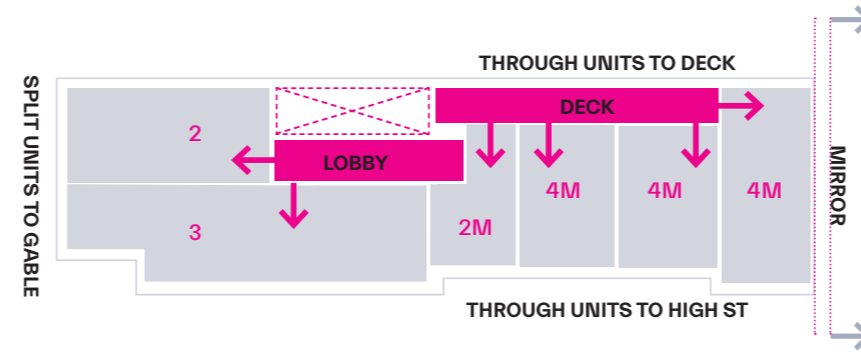 THROUGH UNITS TO DECK
SPLIT UNITS TO GABLE
DECK
2
LOBBY
MIRROR
4M
4M
4M
2M
3
THROUGH UNITS TO HIGH ST